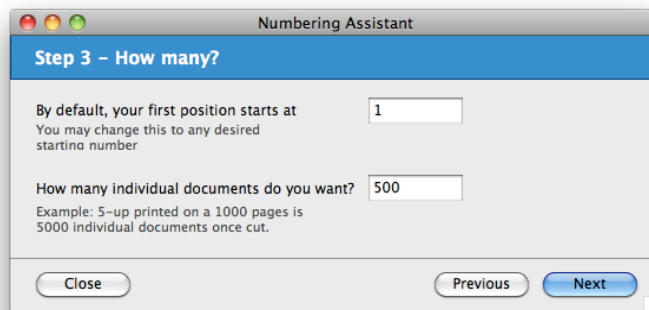 Numbering Assistant
Step 3 – How many?
By default, your first position starts at
1
You may change this to any desired
starting number
How many individual documents do you want?
500
Example: 5-up printed on a 1000 pages is
5000 individual documents once cut.
Close
Previous
Next